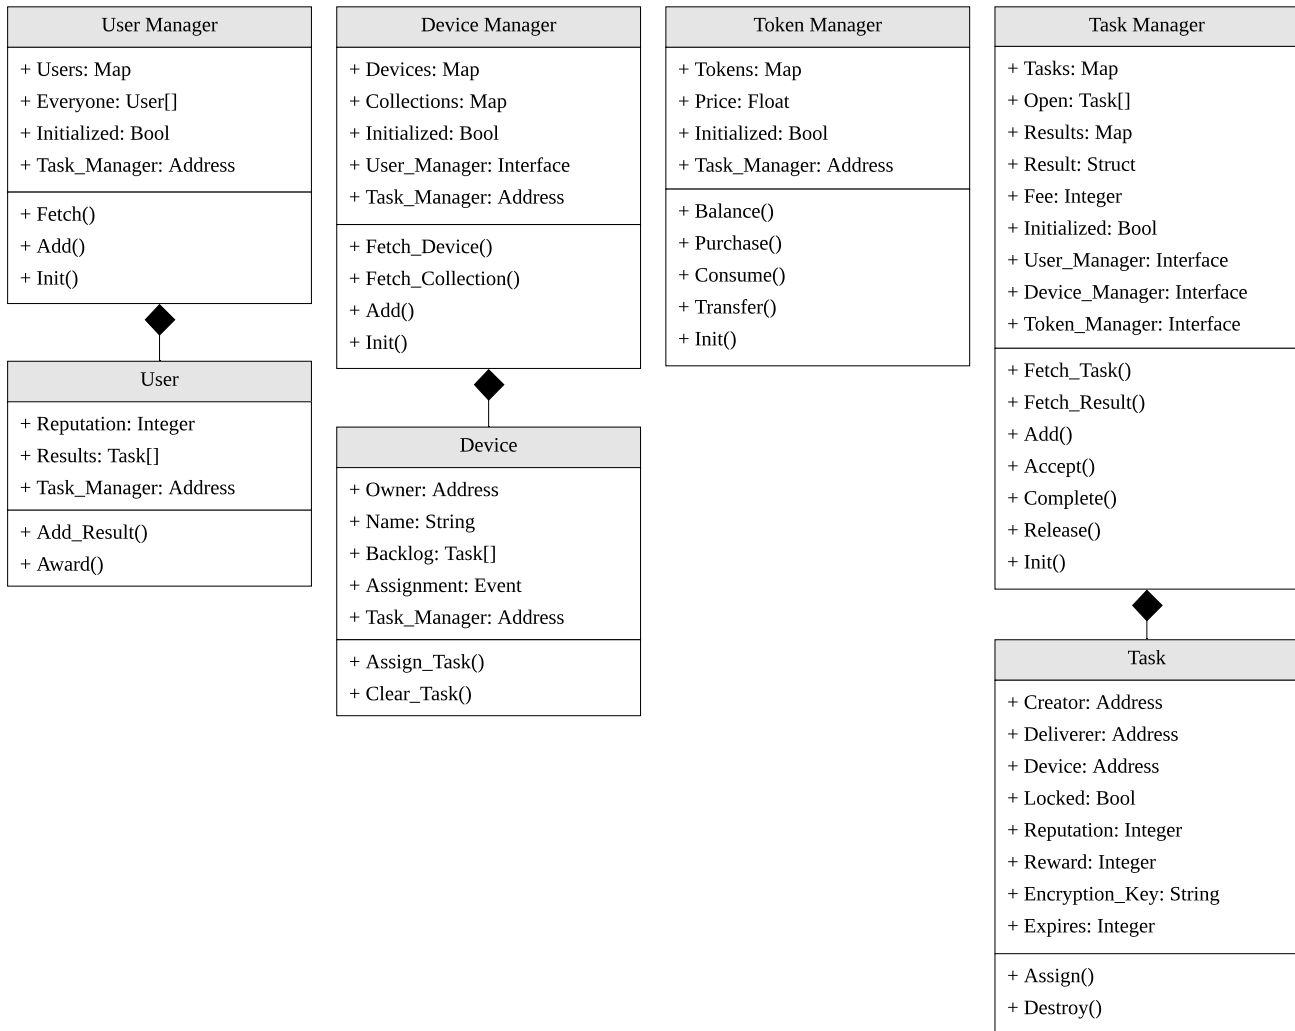 User Manager
+ Users: Map
+ Everyone: User[]
+ Initialized: Bool
+ Task_Manager: Address
+ Fetch()
+ Add()
+ Init()
User
+ Reputation: Integer
+ Results: Task[]
+ Task_Manager: Address
+ Add_Result()
+ Award()
Device Manager
+ Devices: Map
+ Collections: Map
+ Initialized: Bool
+ User_Manager: Interface
+ Task_Manager: Address
+ Fetch_Device()
+ Fetch_Collection()
+ Add()
+ Init()
Device
+ Owner: Address
+ Name: String
+ Backlog: Task[]
+ Assignment: Event
+ Task_Manager: Address
+ Assign_Task()
+ Clear_Task()
Token Manager
+ Tokens: Map
+ Price: Float
+ Initialized: Bool
+ Task_Manager: Address
+ Balance()
+ Purchase()
+ Consume()
+ Transfer()
+ Init()
Task Manager
+ Tasks: Map
+ Open: Task[]
+ Results: Map
+ Result: Struct
+ Fee: Integer
+ Initialized: Bool
+ User_Manager: Interface
+ Device_Manager: Interface
+ Token_Manager: Interface
+ Fetch_Task()
+ Fetch_Result()
+ Add()
+ Accept()
+ Complete()
+ Release()
+ Init()
Task
+ Creator: Address
+ Deliverer: Address
+ Device: Address
+ Locked: Bool
+ Reputation: Integer
+ Reward: Integer
+ Encryption_Key: String
+ Expires: Integer
+ Assign()
+ Destroy()